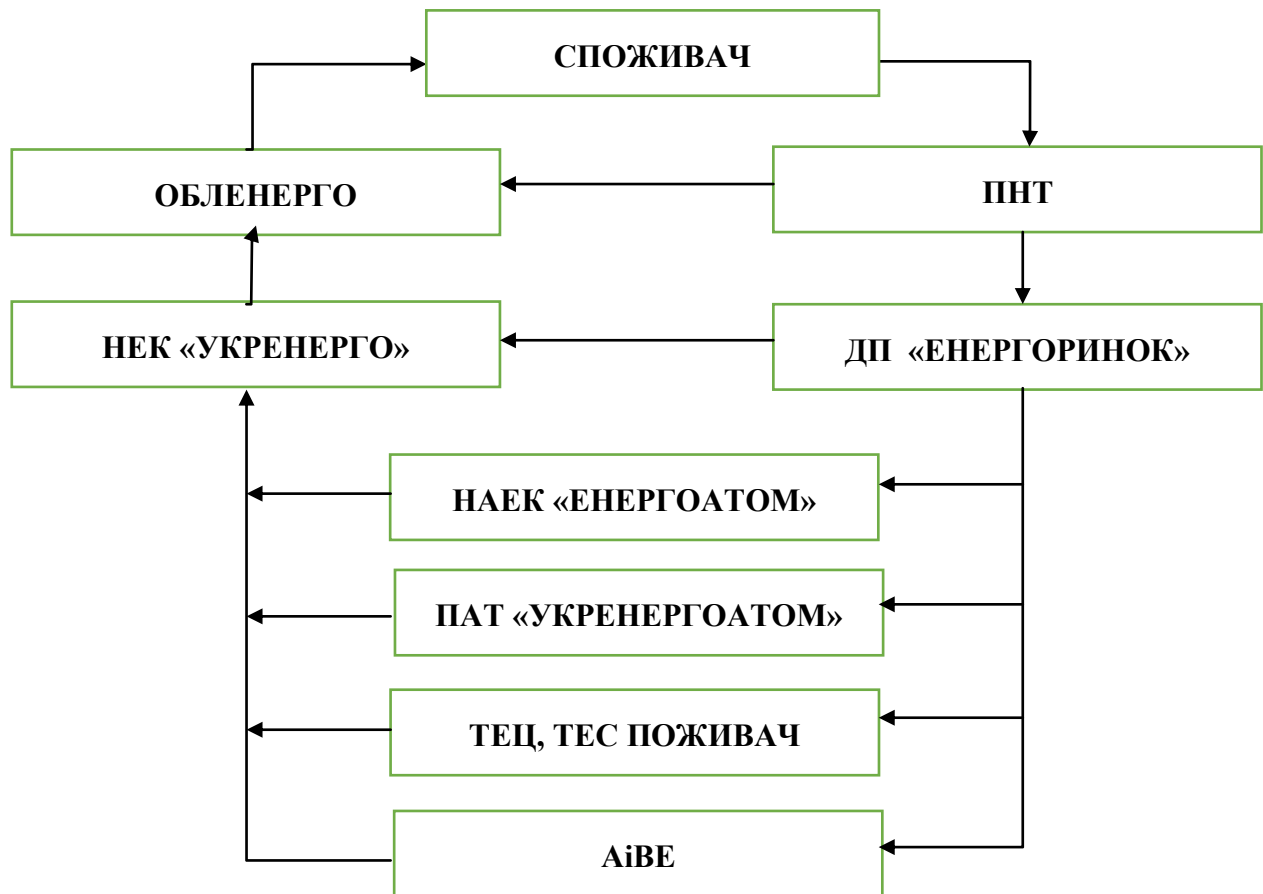 СПОЖИВАЧ
ОБЛЕНЕРГО
ПНТ
НЕК «УКРЕНЕРГО»
ДП «ЕНЕРГОРИНОК»
НАЕК «ЕНЕРГОАТОМ»
ПАТ «УКРЕНЕРГОАТОМ»
ТЕЦ, ТЕС ПОЖИВАЧ
АіВЕ